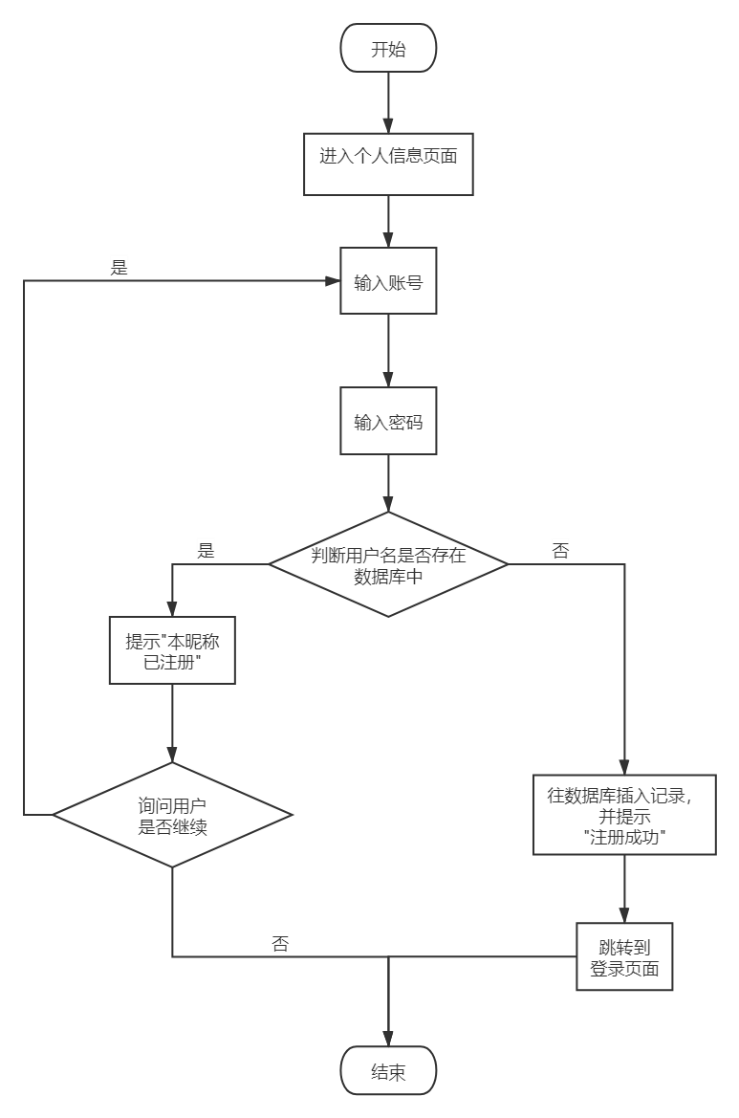 开始
进入个人信息页面
是
输入账号
输入密码
判断用户名是否存在
数据库中
是
否
提示"本昵称
已注册"
询问用户
是否继续
往数据库插入记录,
并提示
"注册成功"
否
跳转到
登录页面
结束